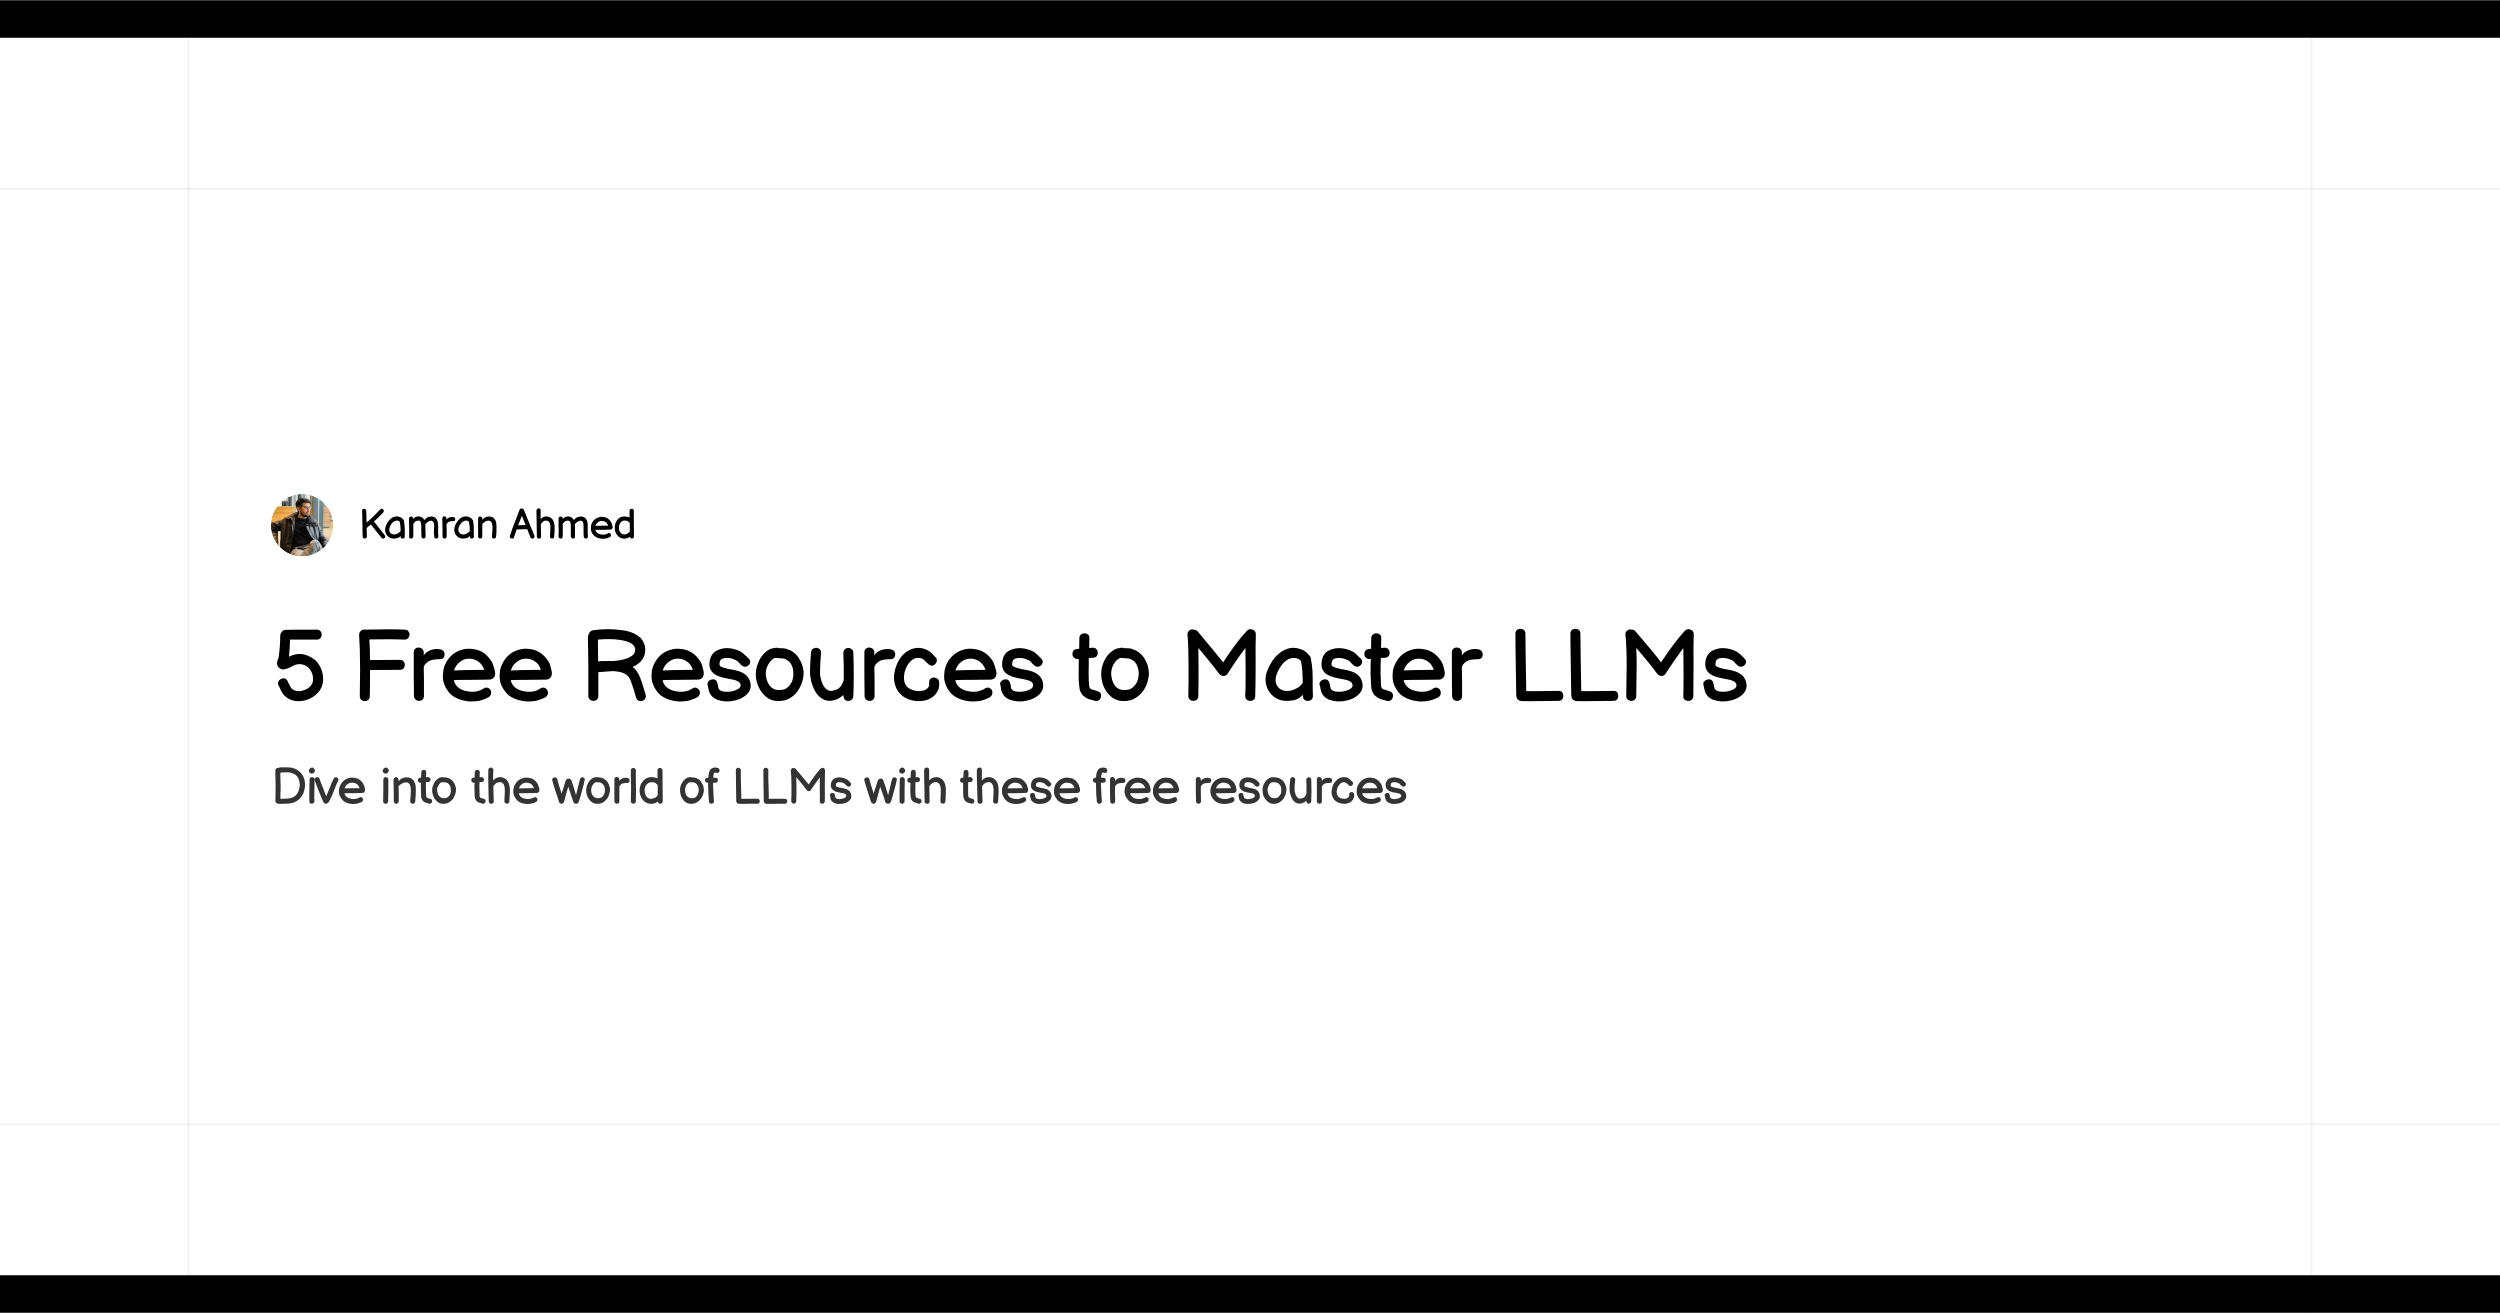 Kamran Ahmed
5 Free Resources to Master LLMs
Dive into the world of LLMs with these free resources